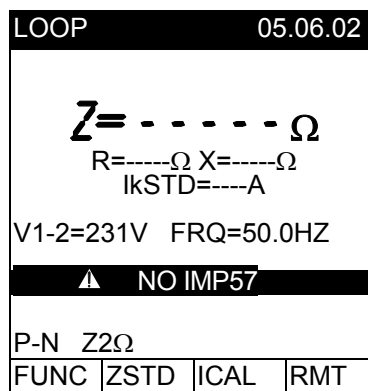 LOOP 05.06.02
Z=-----Ω
R=-----Ω X=-----Ω
IkSTD=----A
V1-2=231V FRQ=50.0HZ
⚠ NO IMP57
P-N Z2Ω
FUNC ZSTD ICAL RMT